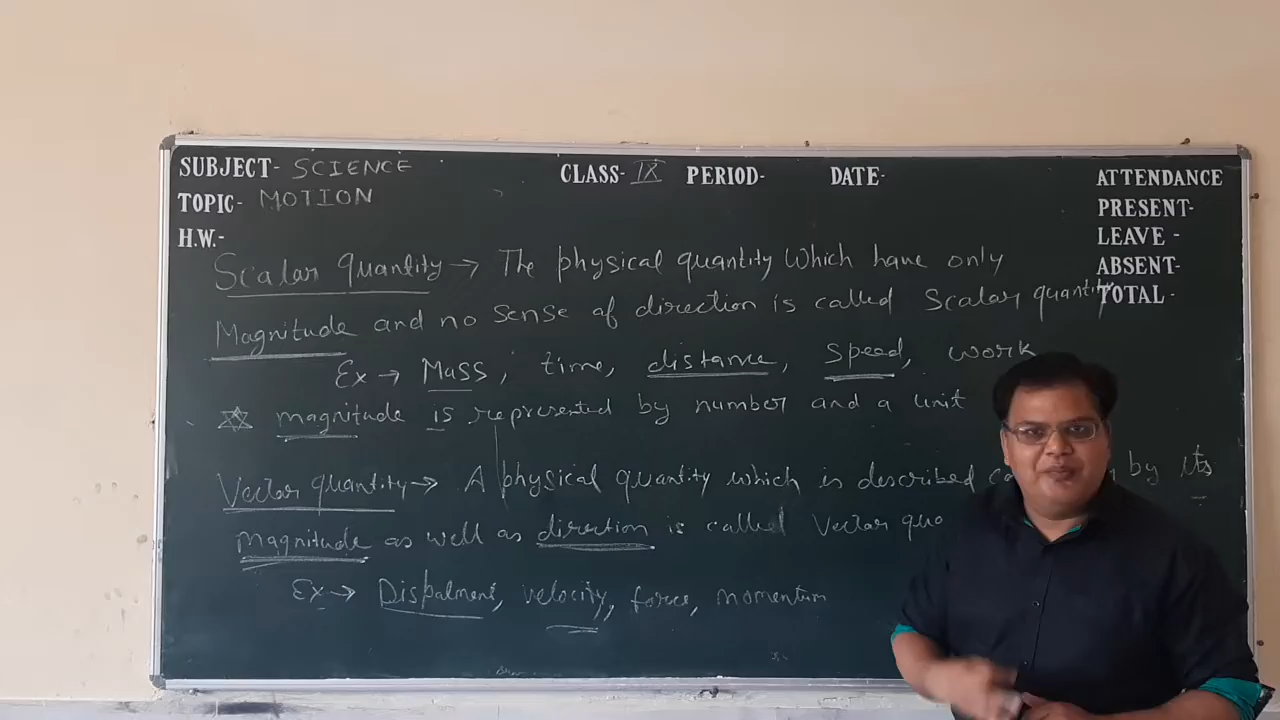 SUBJECT- SCIENCE
CLASS- IX PERIOD- DATE-
ATTENDANCE
TOPIC- MOTION
PRESENT-
H.W.-
LEAVE -
ABSENT-
TOTAL -
Scalar quantity → The physical quantity which have only
Magnitude and no sense of direction is called Scalar quantity
Ex → Mass, time, distance, speed, work
magnitude is represented by number and a unit
Vector quantity → A physical quantity which is described by its
magnitude as well as direction is called Vector
Ex → Dispalment, velocity, force, momentum